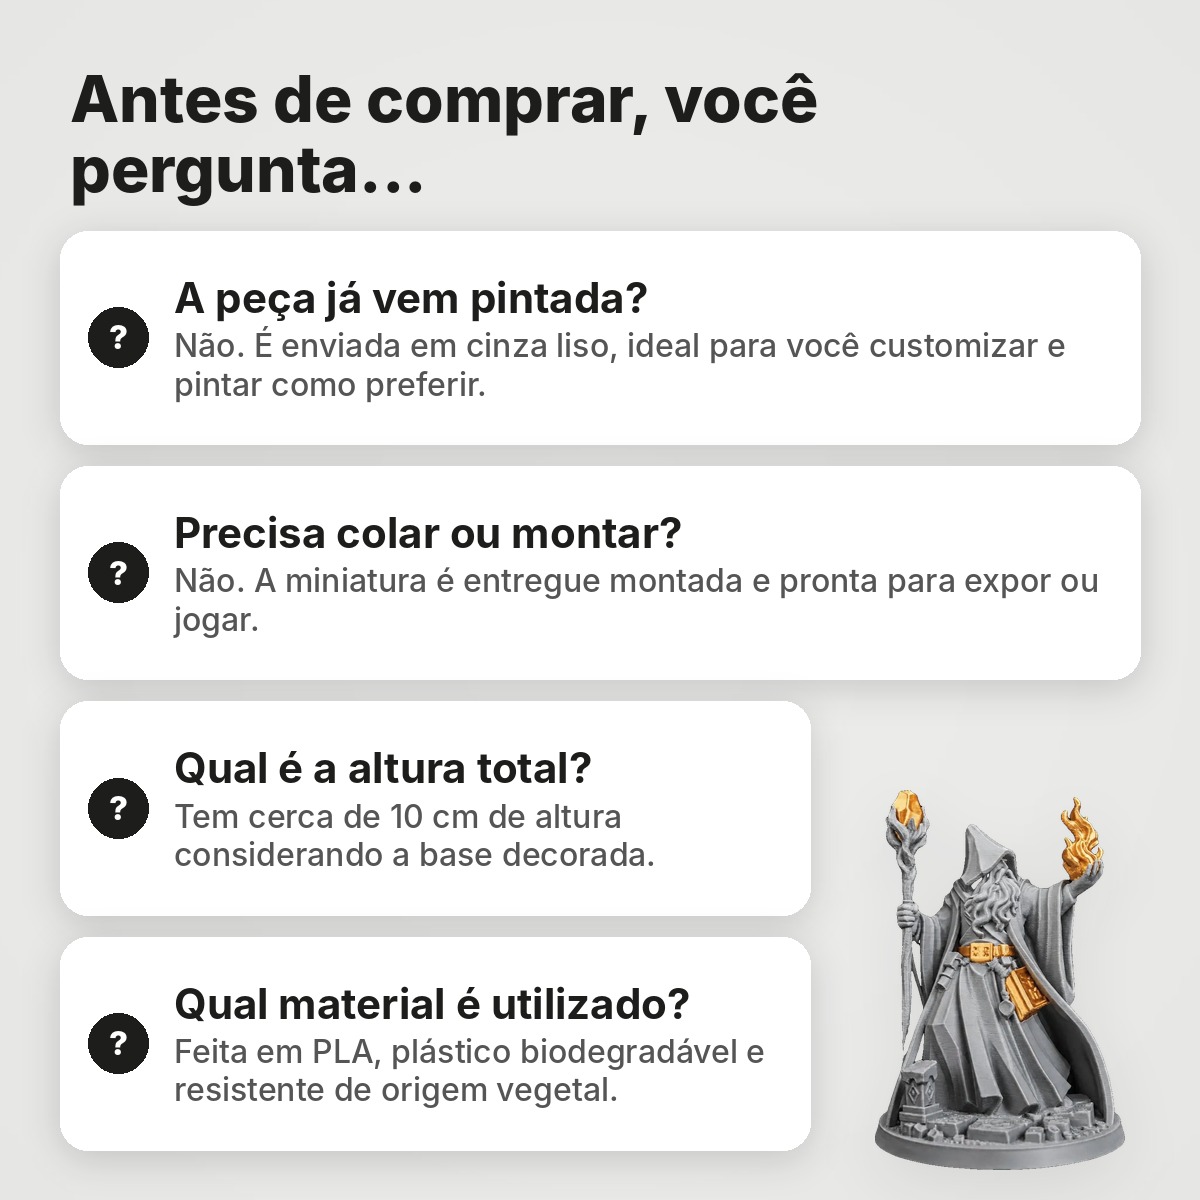 Antes de comprar, você
pergunta...
?
A peça já vem pintada?
Não. É enviada em cinza liso, ideal para você customizar e
pintar como preferir.
?
Precisa colar ou montar?
Não. A miniatura é entregue montada e pronta para expor ou
jogar.
?
Qual é a altura total?
Tem cerca de 10 cm de altura
considerando a base decorada.
?
Qual material é utilizado?
Feita em PLA, plástico biodegradável e
resistente de origem vegetal.